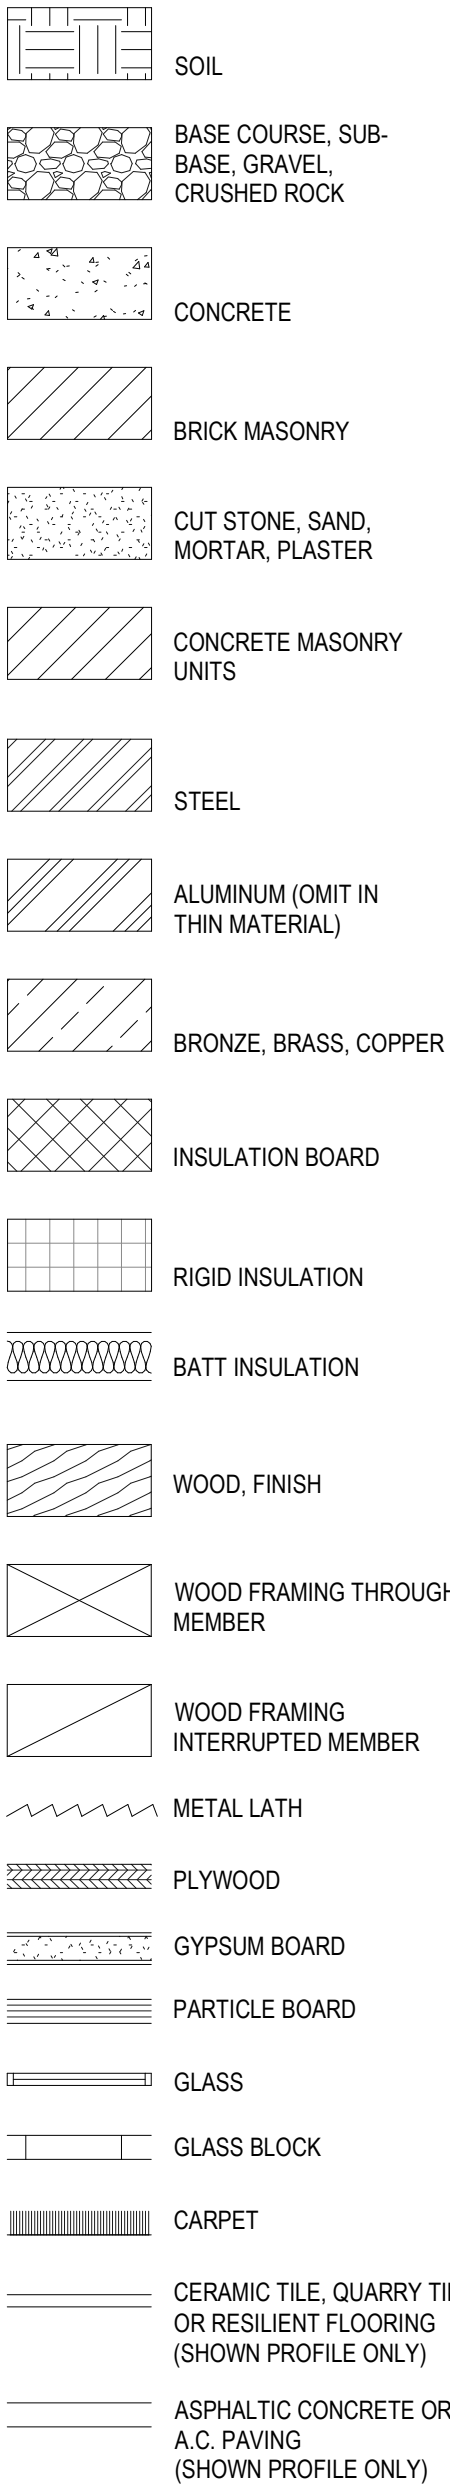 SOIL
BASE COURSE, SUB-
BASE, GRAVEL,
CRUSHED ROCK
CONCRETE
BRICK MASONRY
CUT STONE, SAND,
MORTAR, PLASTER
CONCRETE MASONRY
UNITS
STEEL
ALUMINUM (OMIT IN
THIN MATERIAL)
BRONZE, BRASS, COPPER
INSULATION BOARD
RIGID INSULATION
BATT INSULATION
WOOD, FINISH
WOOD FRAMING THROUGH
MEMBER
WOOD FRAMING
INTERRUPTED MEMBER
METAL LATH
PLYWOOD
GYPSUM BOARD
PARTICLE BOARD
GLASS
GLASS BLOCK
CARPET
CERAMIC TILE, QUARRY
OR RESILIENT FLOORING
(SHOWN PROFILE ONLY)
ASPHALTIC CONCRETE OR
A.C. PAVING
(SHOWN PROFILE ONLY)